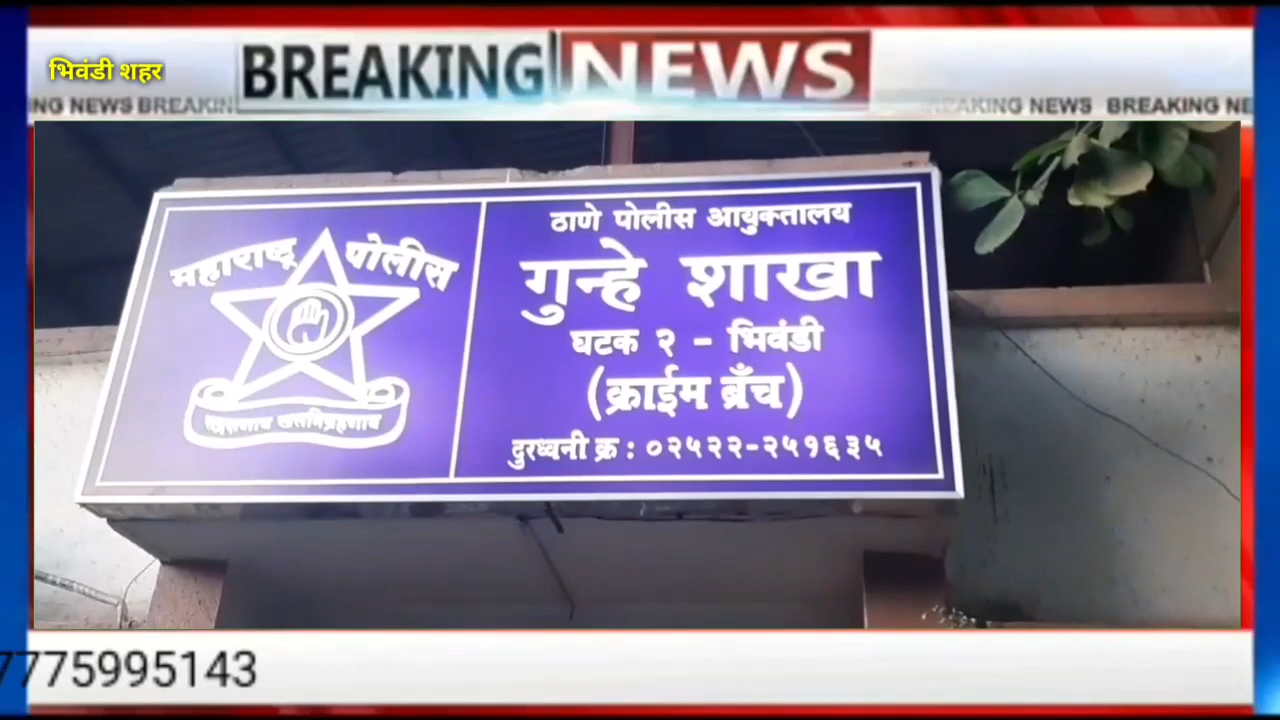 भिवंडी शहर
BREAKING NEWS
NG NEWS BREAKIN
EAKING NEWS BREAKING NE
महाराष्ट्र पोलीस
ठाणे पोलीस आयुक्तालय
गुन्हे शाखा
घटक २ - भिवंडी
(क्राईम ब्रँच)
दुरध्वनी क्र : ०२५२२-२५१६३५
7775995143